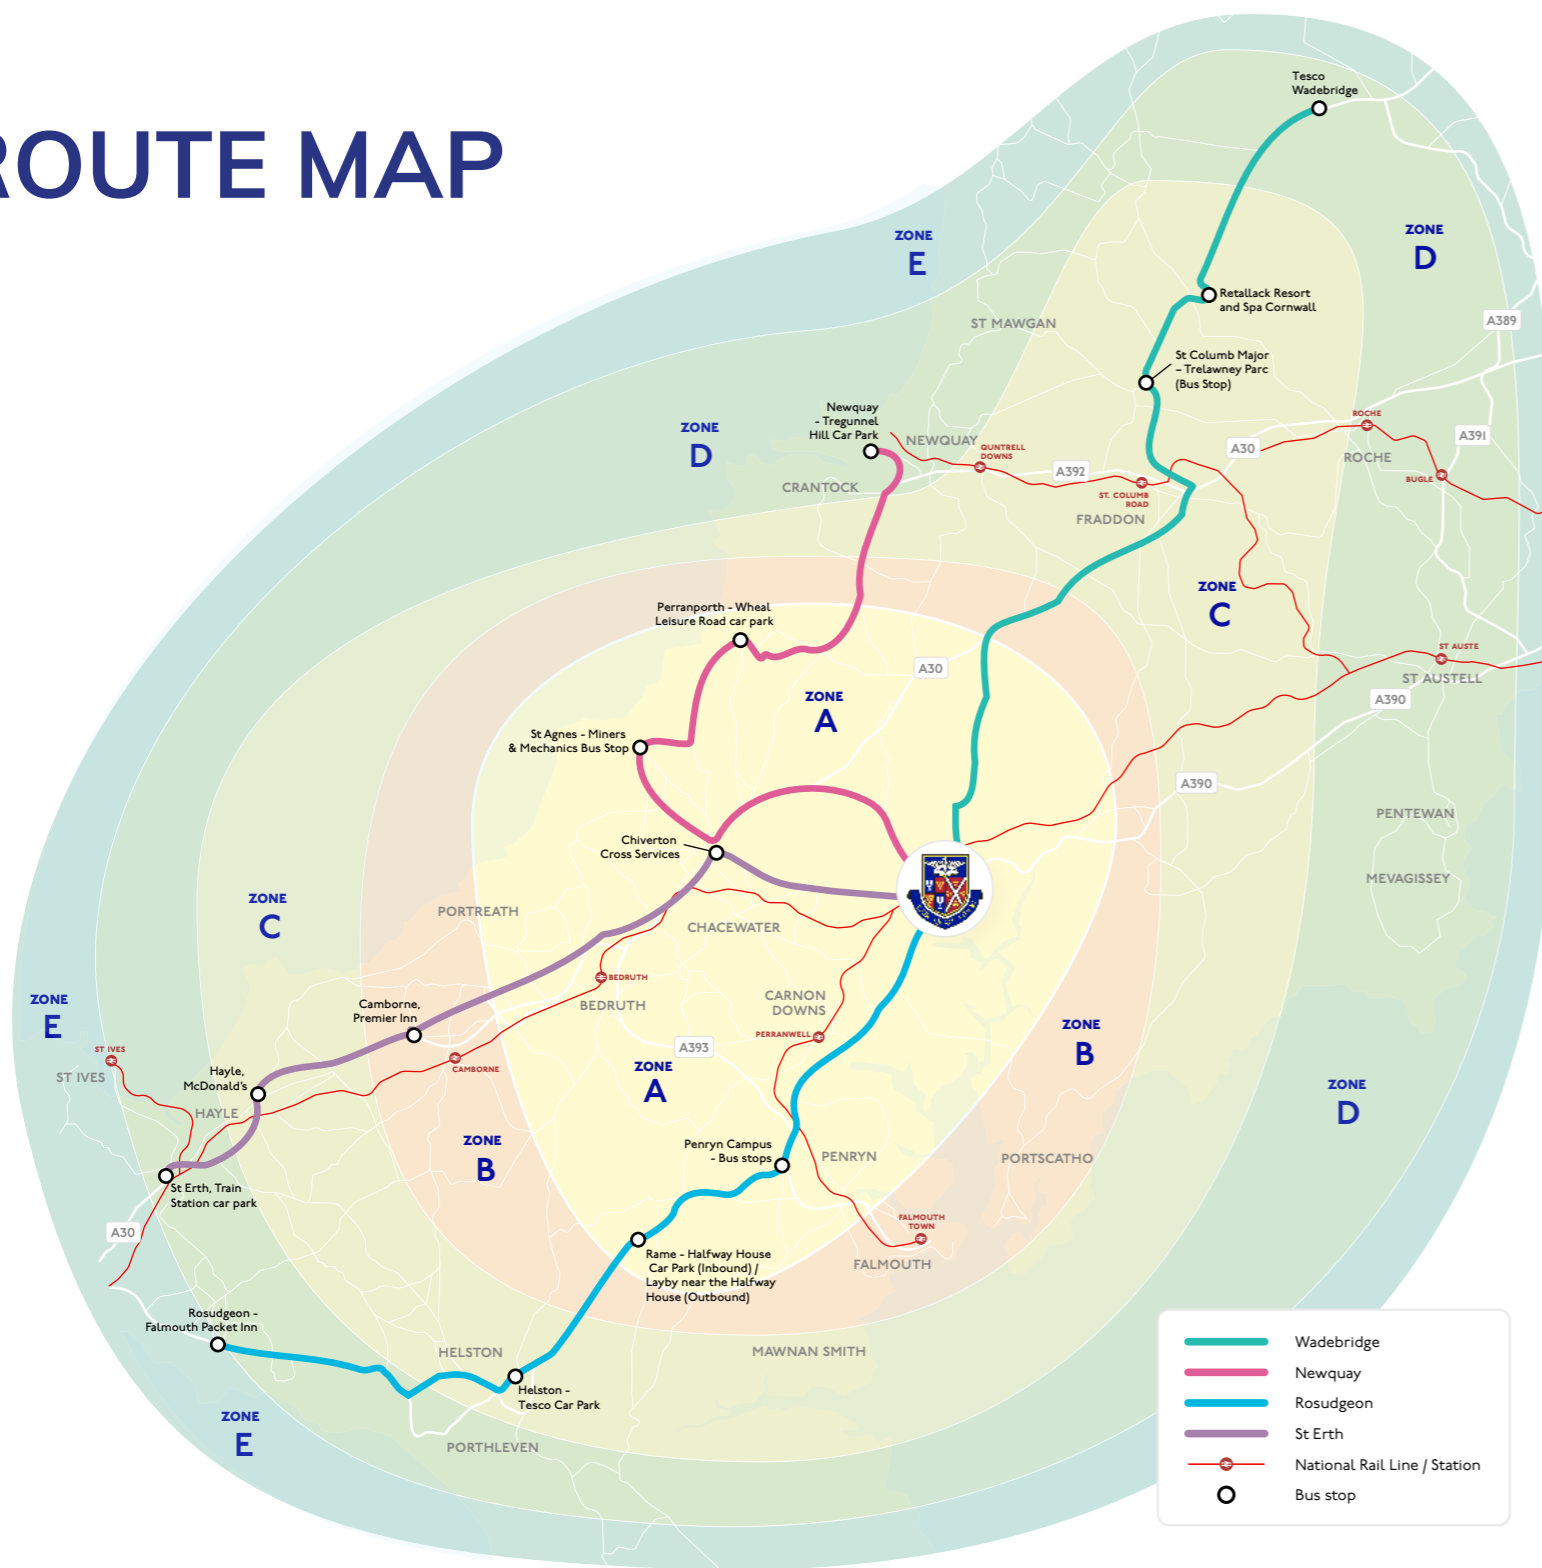 ROUTE MAP
Tesco
Wadebridge
ZONE
E
ZONE
D
Retallack Resort
and Spa Cornwall
ST MAWGAN
A389
St Columb Major
– Trelawney Parc
(Bus Stop)
Newquay
- Tregunnel
Hill Car Park
ZONE
D
NEWQUAY
QUNTRELL
DOWNS
ROCHE
A391
A30
ROCHE
A392
BUGLE
CRANTOCK
ST. COLUMB
ROAD
FRADDON
ZONE
C
Perranporth - Wheal
Leisure Road car park
A30
ST AUSTE
ST AUSTELL
A390
ZONE
A
St Agnes - Miners
& Mechanics Bus Stop
A390
PENTEWAN
Chiverton
Cross Services
MEVAGISSEY
ZONE
C
PORTREATH
CHACEWATER
BEDRUTH
BEDRUTH
CARNON
DOWNS
ZONE
E
Camborne,
Premier Inn
PERRANWELL
ZONE
B
ST IVES
ST IVES
A393
CAMBORNE
Hayle,
McDonald's
HAYLE
ZONE
A
ZONE
D
ZONE
B
Penryn Campus
- Bus stops
PENRYN
PORTSCATHO
St Erth, Train
Station car park
A30
FALMOUTH
TOWN
FALMOUTH
Rame - Halfway House
Car Park (Inbound) /
Layby near the Halfway
House (Outbound)
Rosudgeon -
Falmouth Packet Inn
HELSTON
MAWNAN SMITH
Helston -
Tesco Car Park
ZONE
E
PORTHLEVEN
Wadebridge
Newquay
Rosudgeon
St Erth
National Rail Line / Station
Bus stop